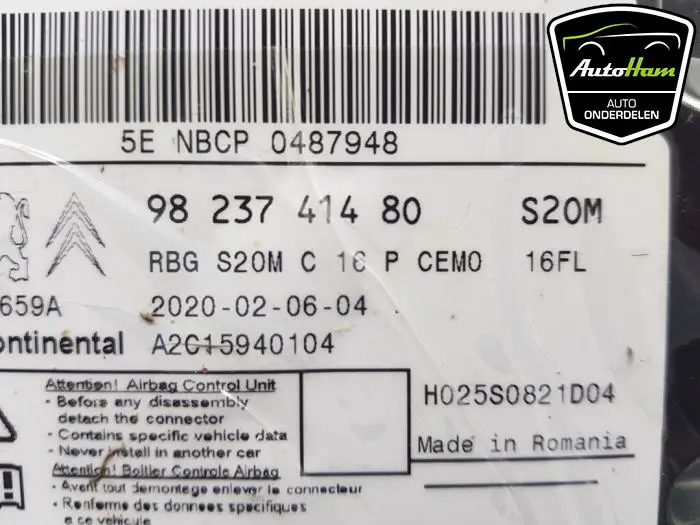 AutoHam
AUTO
ONDERDELEN
5E NBCP 0487948
98 237 414 80 S20M
RBG S20M C 16 P CEMO 16FL
659A 2020-02-06-04
ontinental A2C15940104
Attention! Airbag Control Unit
- Before any disassembly
detach the connector
- Contains specific vehicle data
- Never install in another car
H025S0821D04
Made in Romania
Attention! Boitier Controle Airbag
- Avant tout demontage enlever le connecteur
- Renferme des donnees specifiques
a ce vehicule